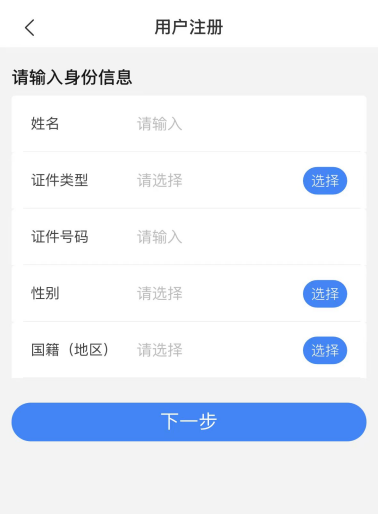 用户注册
请输入身份信息
姓名 请输入
证件类型 请选择 选择
证件号码 请输入
性别 请选择 选择
国籍（地区） 请选择 选择
下一步